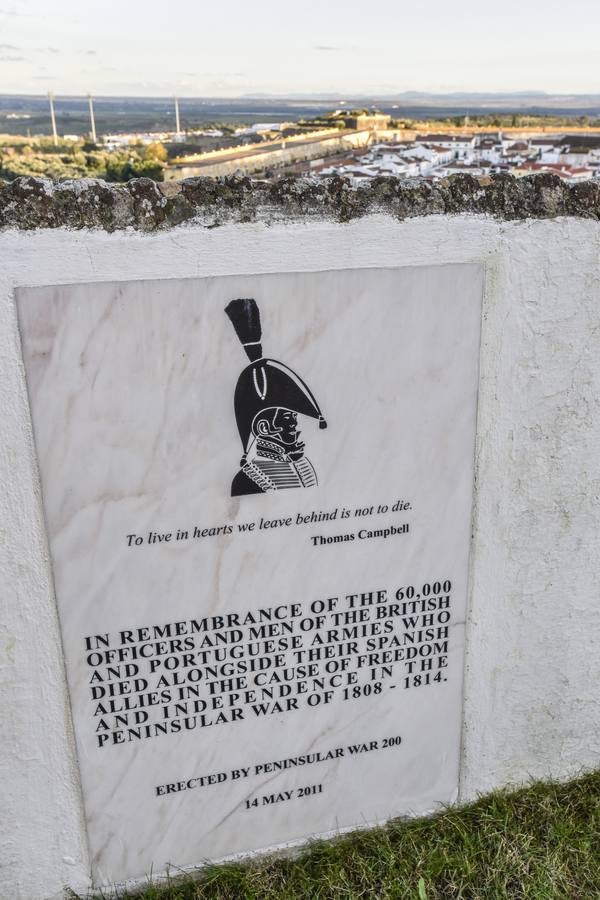 To live in hearts we leave behind is not to die.
Thomas Campbell
IN REMEMBRANCE OF THE 60,000
OFFICERS AND MEN OF THE BRITISH
AND PORTUGUESE ARMIES WHO
DIED ALONGSIDE THEIR SPANISH
ALLIES IN THE CAUSE OF FREEDOM
AND INDEPENDENCE IN THE
PENINSULAR WAR OF 1808 - 1814.
ERECTED BY PENINSULAR WAR 200
14 MAY 2011